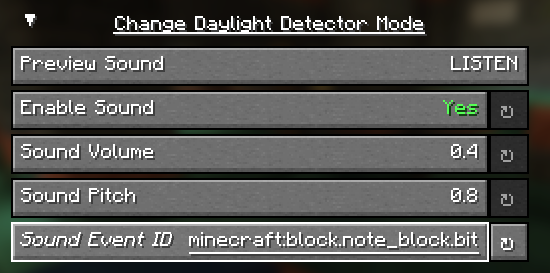 Change Daylight Detector Mode
Preview Sound LISTEN
Enable Sound Yes
Sound Volume 0.4
Sound Pitch 0.8
Sound Event ID minecraft:block.note_block.bit